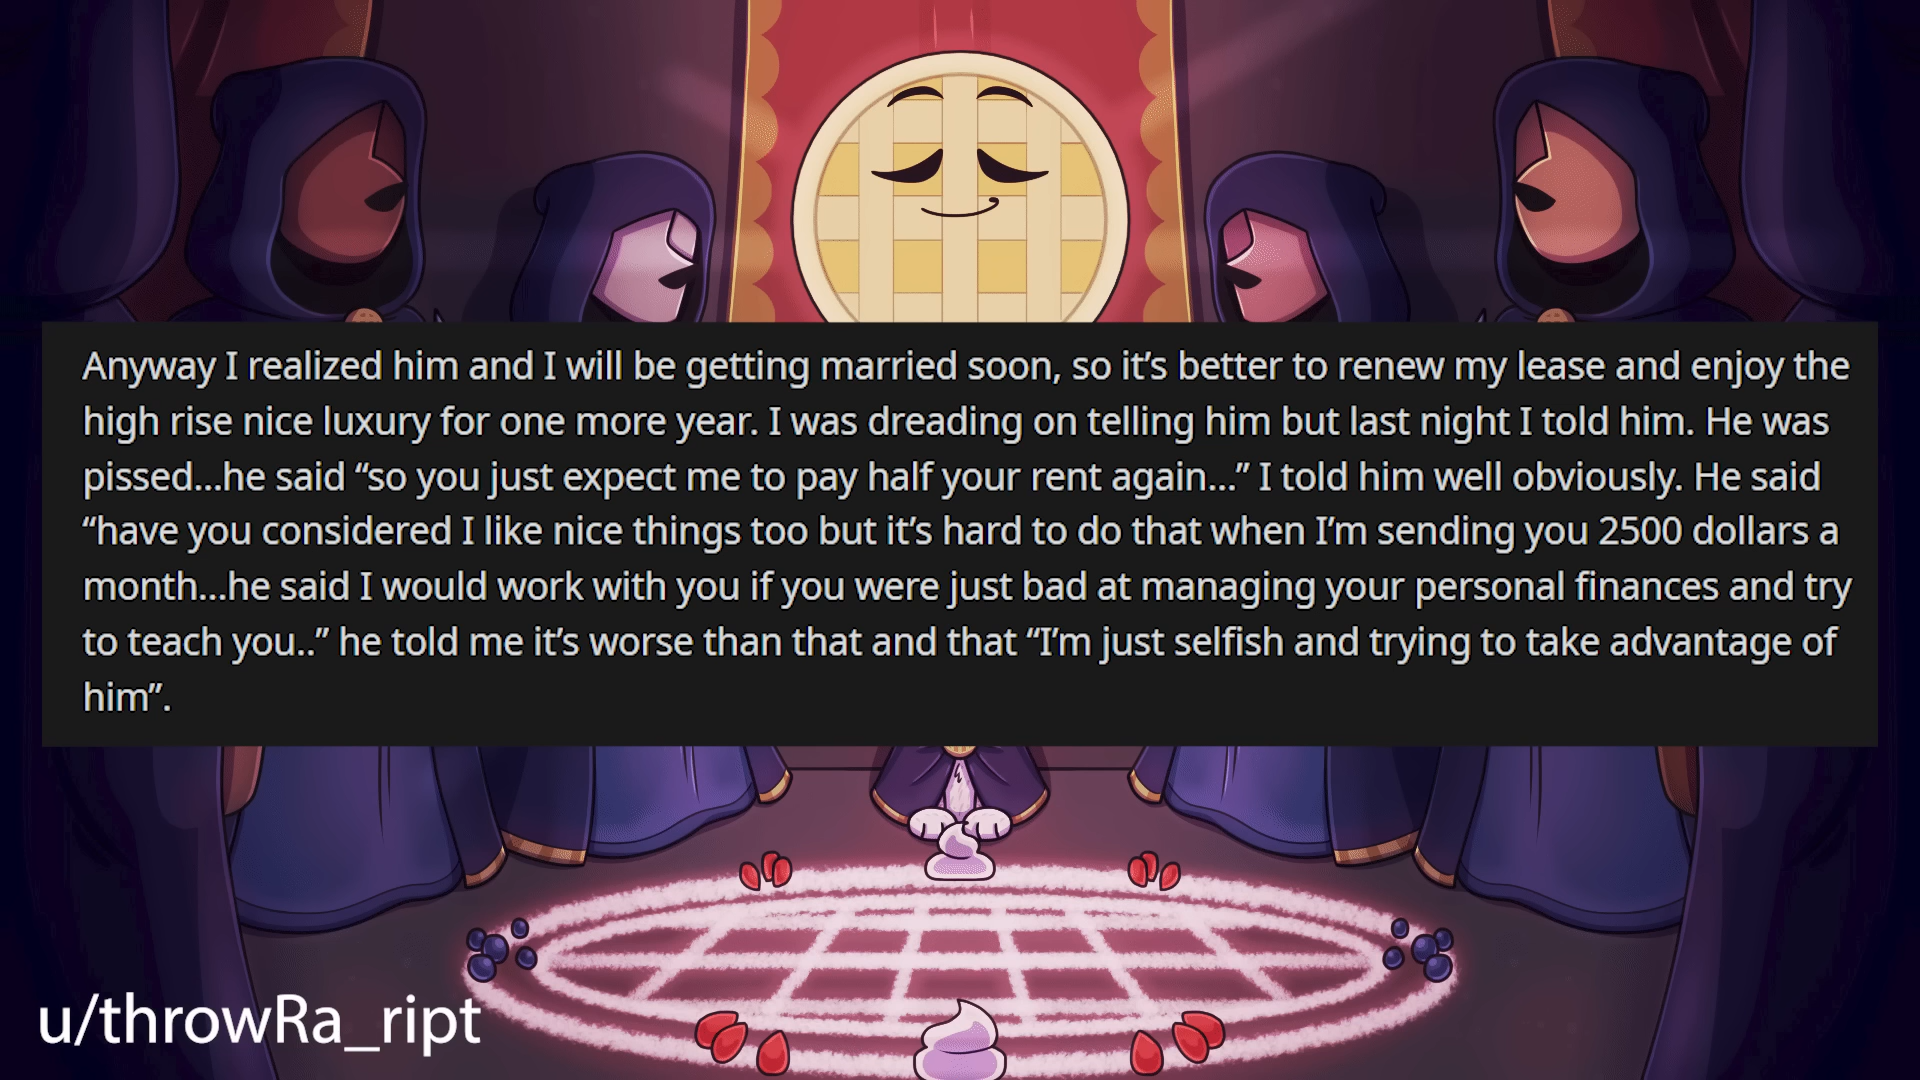 Anyway I realized him and I will be getting married soon, so it’s better to renew my lease and enjoy the
high rise nice luxury for one more year. I was dreading on telling him but last night I told him. He was
pissed...he said “so you just expect me to pay half your rent again...” I told him well obviously. He said
“have you considered I like nice things too but it’s hard to do that when I’m sending you 2500 dollars a
month...he said I would work with you if you were just bad at managing your personal finances and try
to teach you..” he told me it’s worse than that and that “I’m just selfish and trying to take advantage of
him”.
u/throwRa_ript